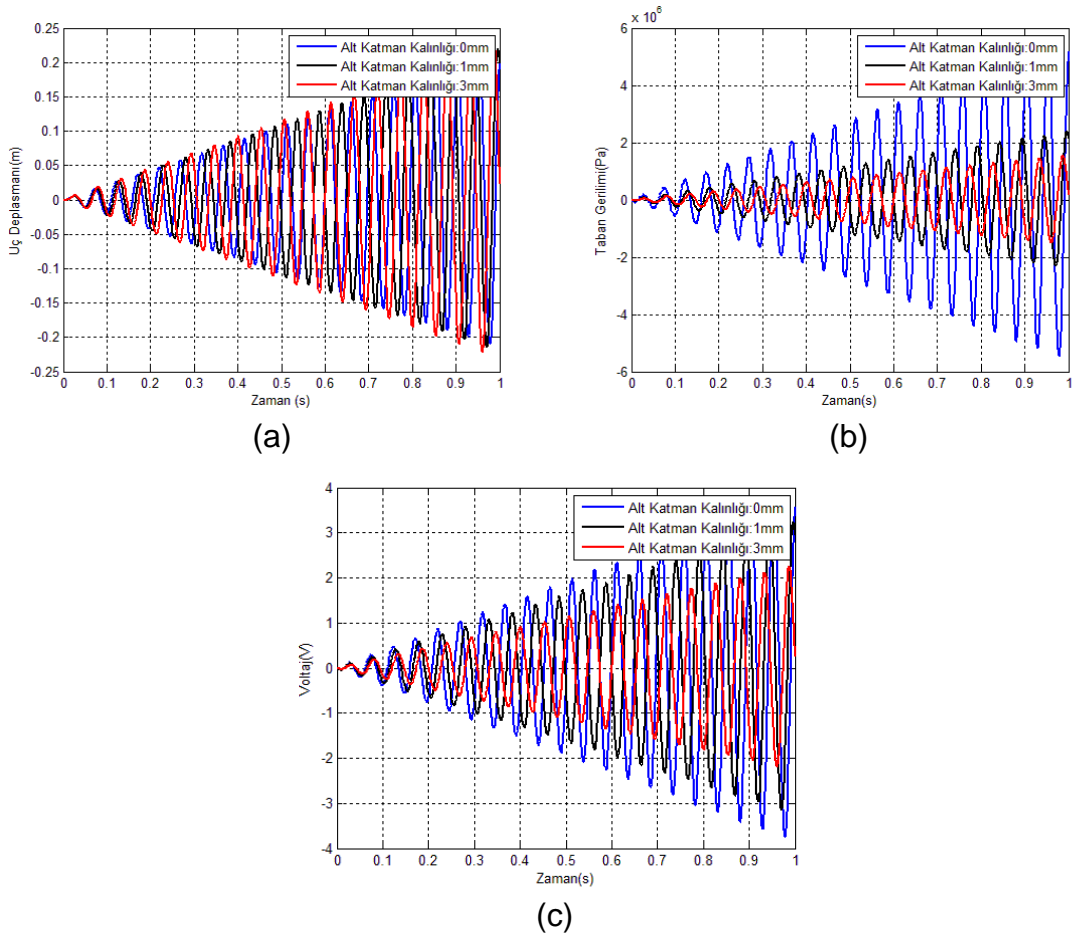 0.25
0.2
0.15
0.1
0.05
0
-0.05
-0.1
-0.15
-0.2
-0.25
Uç Deplasmanı(m)
Alt Katman Kalınlığı:0mm
Alt Katman Kalınlığı:1mm
Alt Katman Kalınlığı:3mm
0 0.1 0.2 0.3 0.4 0.5 0.6 0.7 0.8 0.9 1
Zaman (s)
(a)
x 10^6
6
4
2
0
-2
-4
-6
Taban Gerilimi(Pa)
Alt Katman Kalınlığı:0mm
Alt Katman Kalınlığı:1mm
Alt Katman Kalınlığı:3mm
0 0.1 0.2 0.3 0.4 0.5 0.6 0.7 0.8 0.9 1
Zaman(s)
(b)
4
3
2
1
0
-1
-2
-3
-4
Voltaj(V)
Alt Katman Kalınlığı:0mm
Alt Katman Kalınlığı:1mm
Alt Katman Kalınlığı:3mm
0 0.1 0.2 0.3 0.4 0.5 0.6 0.7 0.8 0.9 1
Zaman(s)
(c)